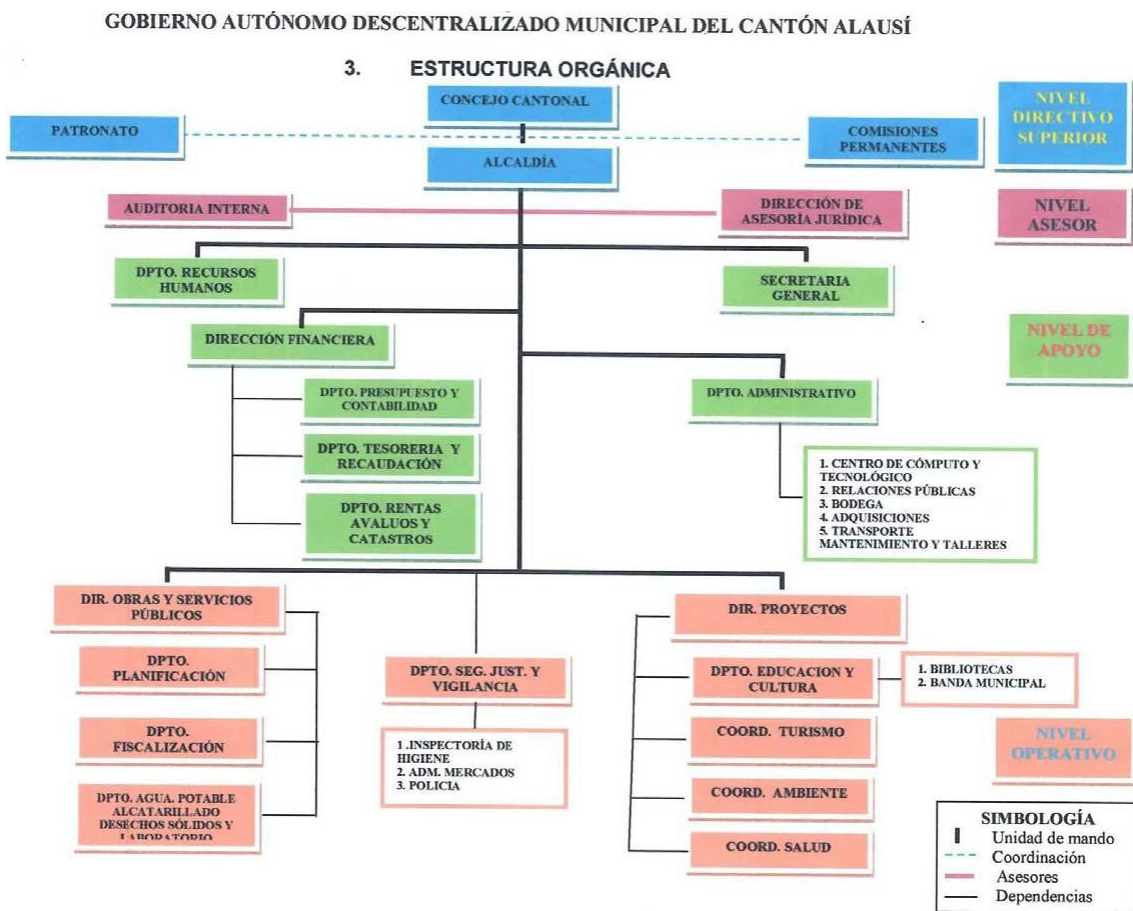 GOBIERNO AUTÓNOMO DESCENTRALIZADO MUNICIPAL DEL CANTÓN ALAUSÍ
3. ESTRUCTURA ORGÁNICA
CONCEJO CANTONAL
NIVEL
DIRECTIVO
SUPERIOR
PATRONATO
COMISIONES
PERMANENTES
ALCALDÍA
AUDITORIA INTERNA
DIRECCIÓN DE
ASESORÍA JURÍDICA
NIVEL
ASESOR
DPTO. RECURSOS
HUMANOS
SECRETARIA
GENERAL
DIRECCIÓN FINANCIERA
NIVEL DE
APOYO
DPTO. PRESUPUESTO Y
CONTABILIDAD
DPTO. ADMINISTRATIVO
DPTO. TESORERIA Y
RECAUDACIÓN
1. CENTRO DE CÓMPUTO Y
TECNOLÓGICO
2. RELACIONES PÚBLICAS
3. BODEGA
4. ADQUISICIONES
5. TRANSPORTE
MANTENIMIENTO Y TALLERES
DPTO. RENTAS
AVALUOS Y
CATASTROS
DIR. OBRAS Y SERVICIOS
PÚBLICOS
DIR. PROYECTOS
DPTO.
PLANIFICACIÓN
DPTO. SEG. JUST. Y
VIGILANCIA
DPTO. EDUCACION Y
CULTURA
1. BIBLIOTECAS
2. BANDA MUNICIPAL
DPTO.
FISCALIZACIÓN
1 .INSPECTORÍA DE
HIGIENE
2. ADM. MERCADOS
3. POLICIA
COORD. TURISMO
NIVEL
OPERATIVO
DPTO. AGUA. POTABLE
ALCATARILLADO
DESECHOS SÓLIDOS Y
LABORATORIO
COORD. AMBIENTE
COORD. SALUD
SIMBOLOGÍA
Unidad de mando
Coordinación
Asesores
Dependencias